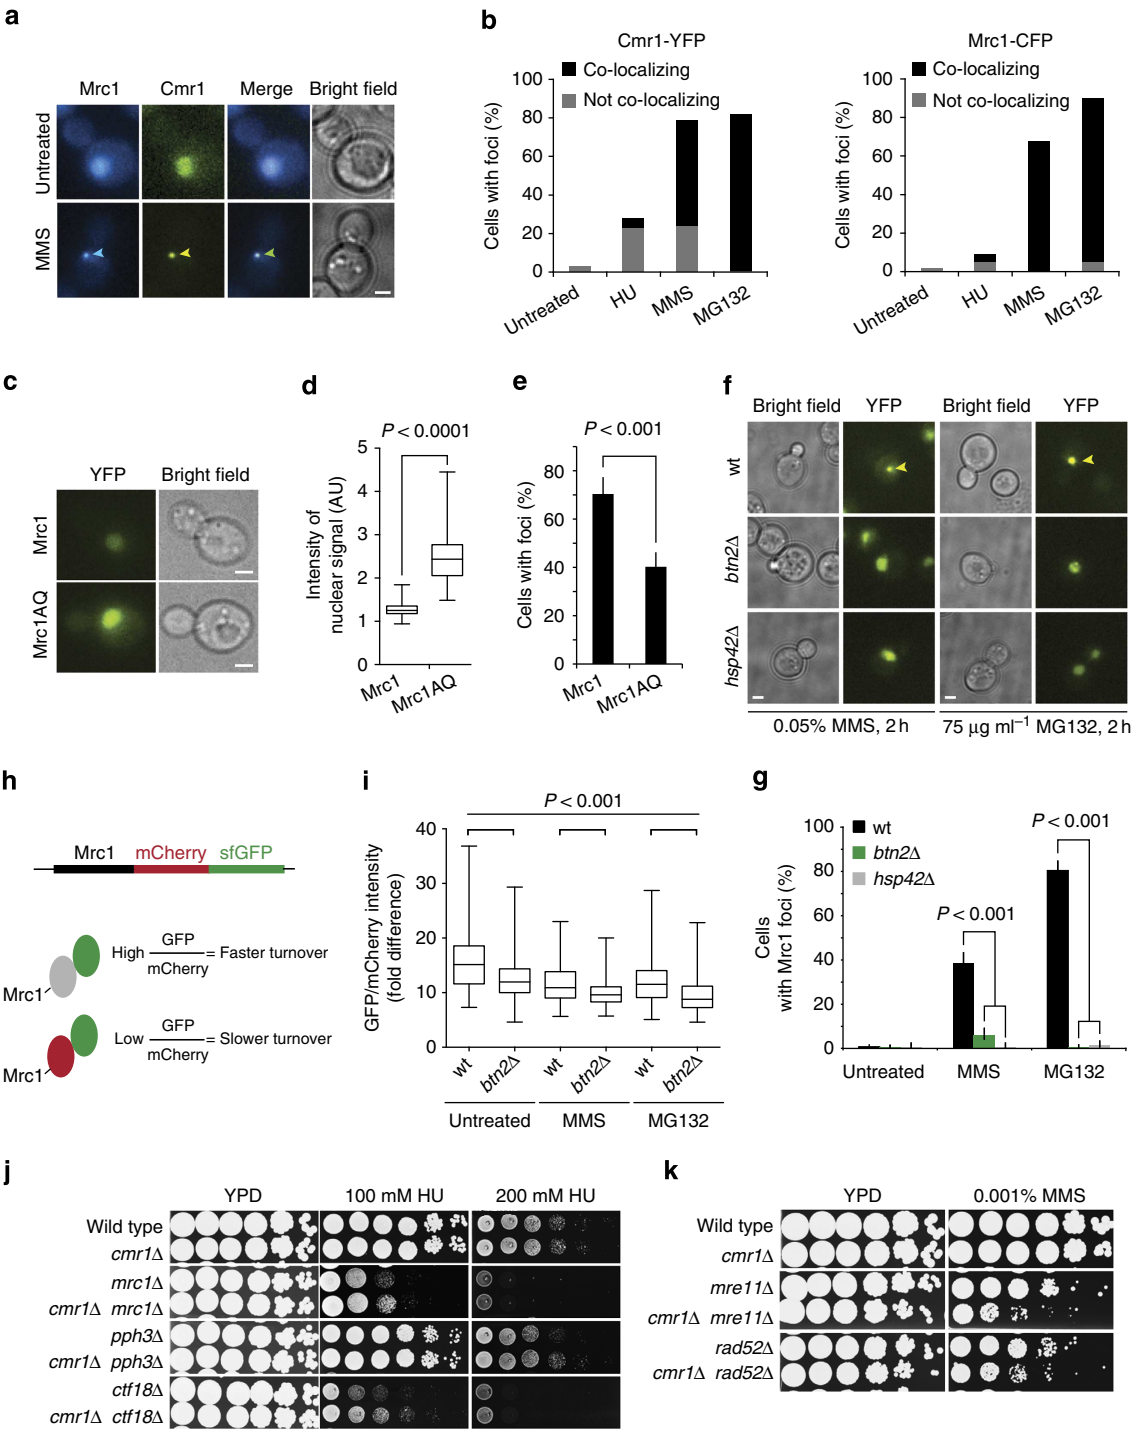 a
Mrc1 Cmr1 Merge Bright field
Untreated
MMS
b
Cmr1-YFP
Co-localizing
Not co-localizing
Cells with foci (%)
100
80
60
40
20
0
Untreated HU MMS MG132
Mrc1-CFP
Co-localizing
Not co-localizing
Cells with foci (%)
100
80
60
40
20
0
Untreated HU MMS MG132
c
YFP Bright field
Mrc1
Mrc1AQ
d
P < 0.0001
Intensity of
nuclear signal (AU)
5
4
3
2
1
0
Mrc1 Mrc1AQ
e
P < 0.001
Cells with foci (%)
80
60
40
20
0
Mrc1 Mrc1AQ
f
Bright field YFP Bright field YFP
wt
btn2Δ
hsp42Δ
0.05% MMS, 2 h 75 µg ml−1 MG132, 2 h
h
Mrc1 mCherry sfGFP
Mrc1
High GFP/mCherry = Faster turnover
Mrc1
Low GFP/mCherry = Slower turnover
i
P < 0.001
GFP/mCherry intensity
(fold difference)
40
30
20
10
0
wt btn2Δ wt btn2Δ wt btn2Δ
Untreated MMS MG132
g
wt
btn2Δ
hsp42Δ
P < 0.001
P < 0.001
Cells
with Mrc1 foci (%)
100
80
60
40
20
0
Untreated MMS MG132
j
YPD 100 mM HU 200 mM HU
Wild type
cmr1Δ
mrc1Δ
cmr1Δ mrc1Δ
pph3Δ
cmr1Δ pph3Δ
ctf18Δ
cmr1Δ ctf18Δ
k
YPD 0.001% MMS
Wild type
cmr1Δ
mre11Δ
cmr1Δ mre11Δ
rad52Δ
cmr1Δ rad52Δ